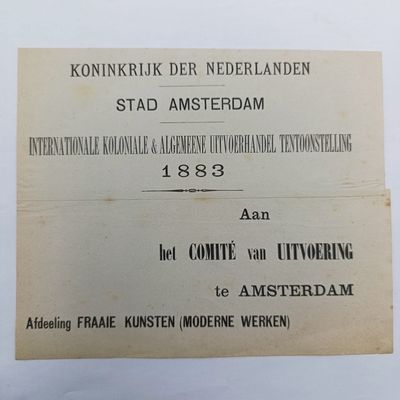 KONINKRIJK DER NEDERLANDEN
STAD AMSTERDAM
INTERNATIONALE KOLONIALE & ALGEMEENE UITVOERHANDEL TENTOONSTELLING
1883
Aan
het COMITÉ van UITVOERING
te AMSTERDAM
Afdeeling FRAAIE KUNSTEN (MODERNE WERKEN)